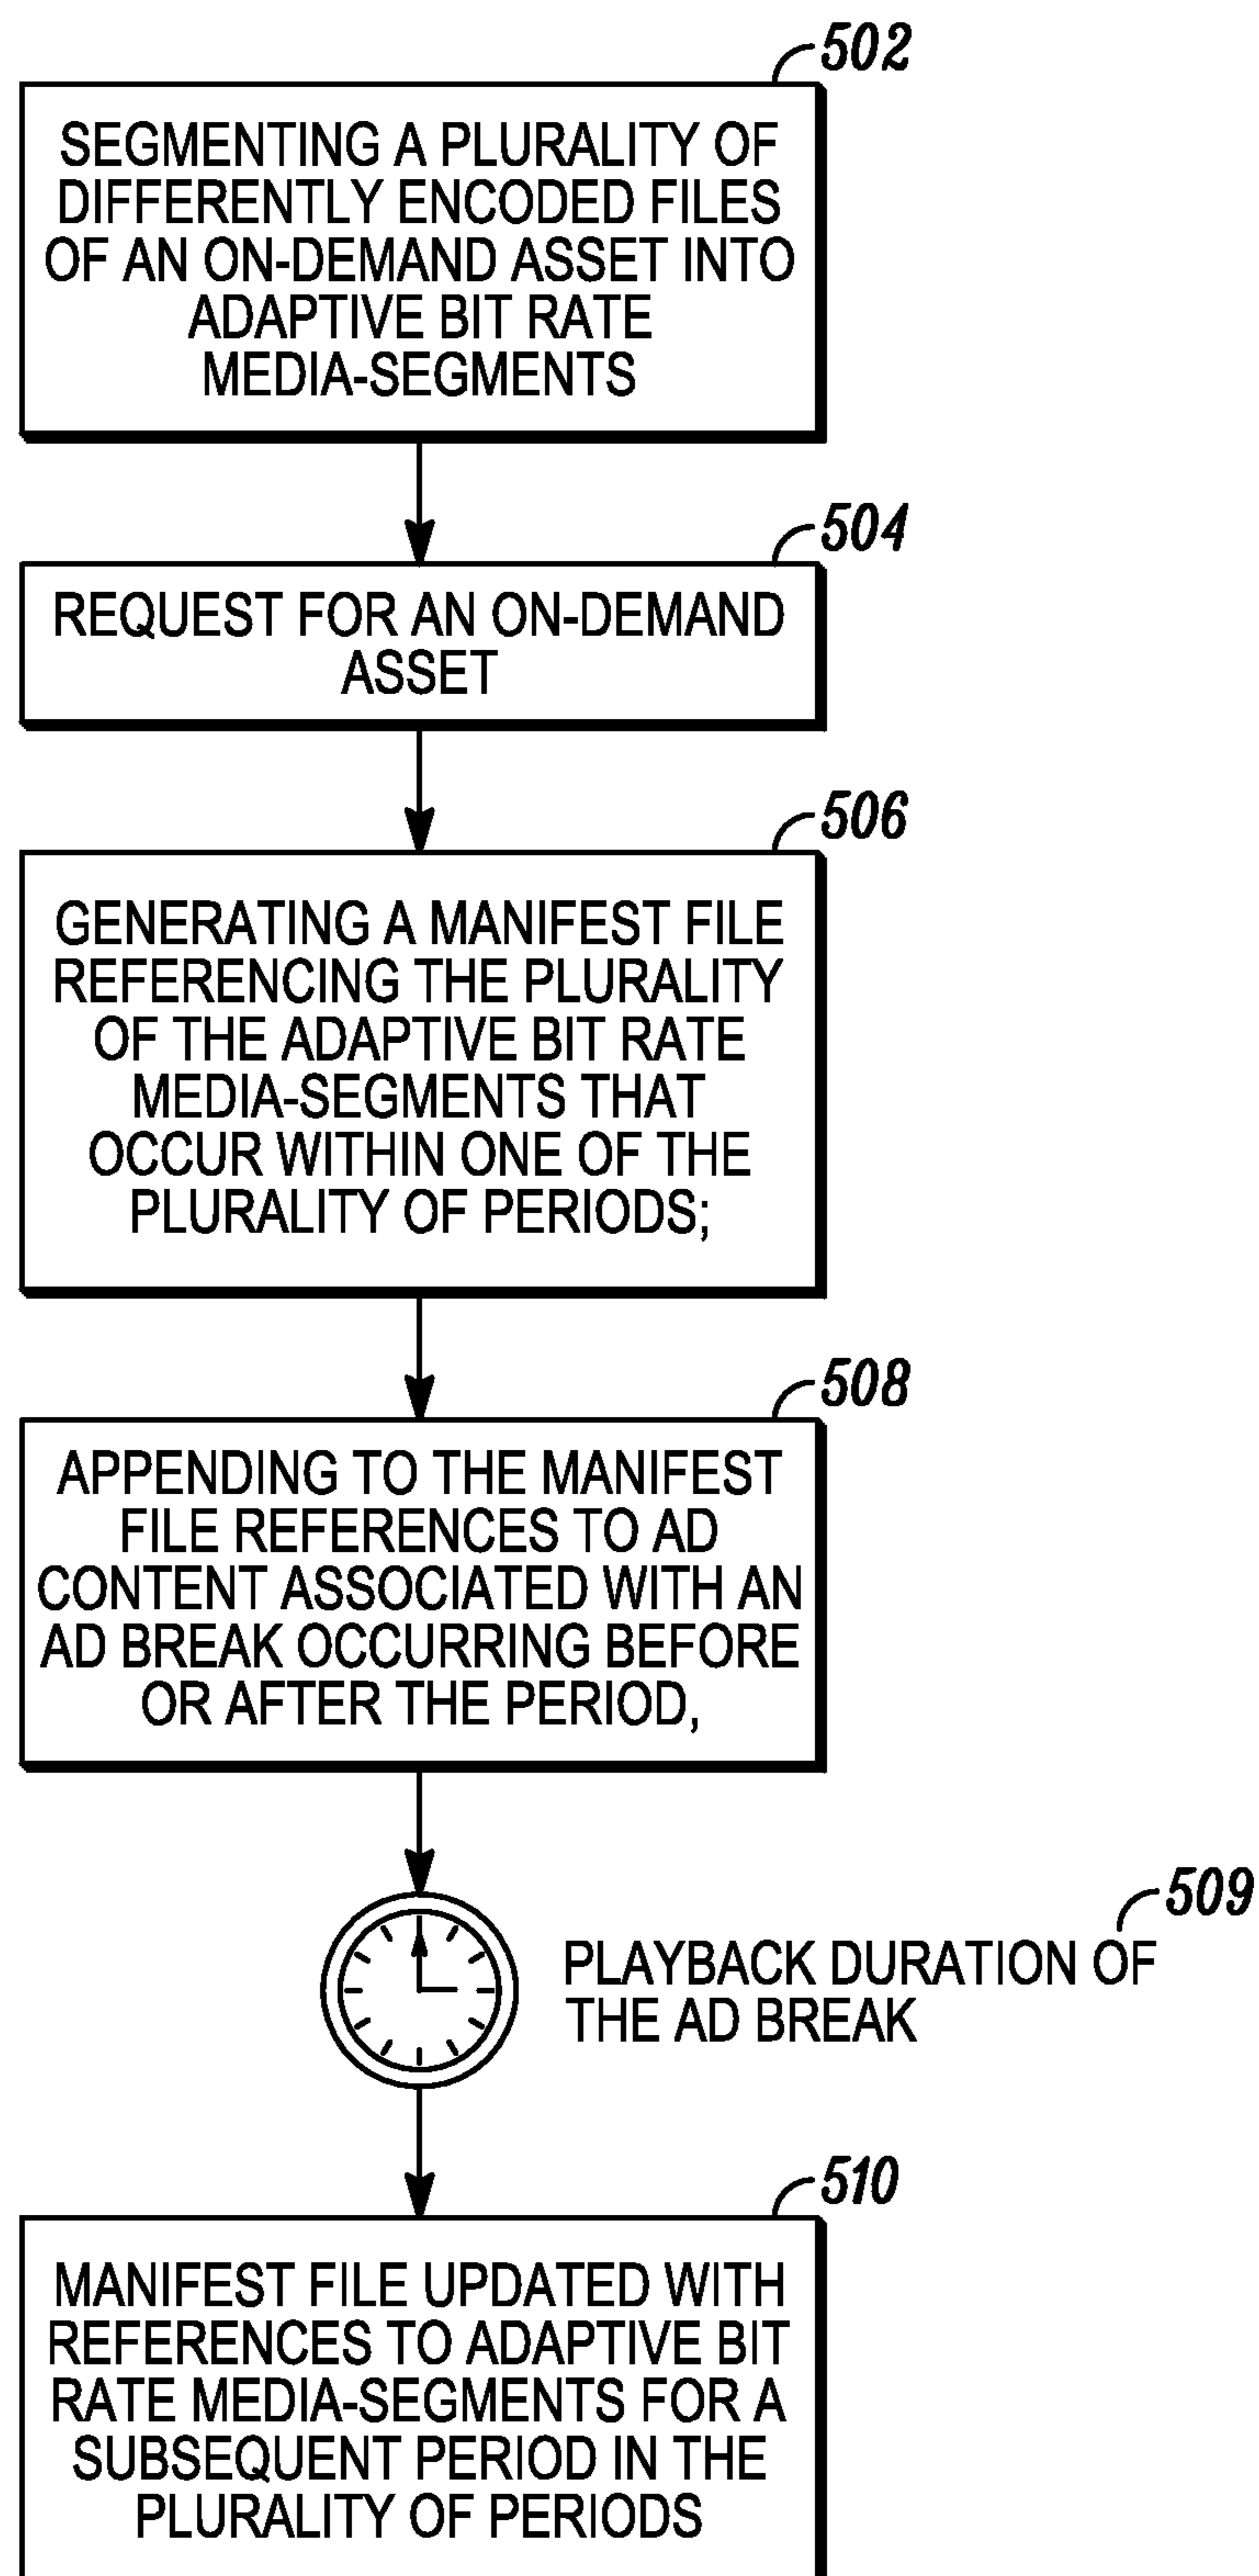 502
SEGMENTING A PLURALITY OF
DIFFERENTLY ENCODED FILES
OF AN ON-DEMAND ASSET INTO
ADAPTIVE BIT RATE
MEDIA-SEGMENTS
504
REQUEST FOR AN ON-DEMAND
ASSET
506
GENERATING A MANIFEST FILE
REFERENCING THE PLURALITY
OF THE ADAPTIVE BIT RATE
MEDIA-SEGMENTS THAT
OCCUR WITHIN ONE OF THE
PLURALITY OF PERIODS;
508
APPENDING TO THE MANIFEST
FILE REFERENCES TO AD
CONTENT ASSOCIATED WITH AN
AD BREAK OCCURRING BEFORE
OR AFTER THE PERIOD,
509
PLAYBACK DURATION OF
THE AD BREAK
510
MANIFEST FILE UPDATED WITH
REFERENCES TO ADAPTIVE BIT
RATE MEDIA-SEGMENTS FOR A
SUBSEQUENT PERIOD IN THE
PLURALITY OF PERIODS